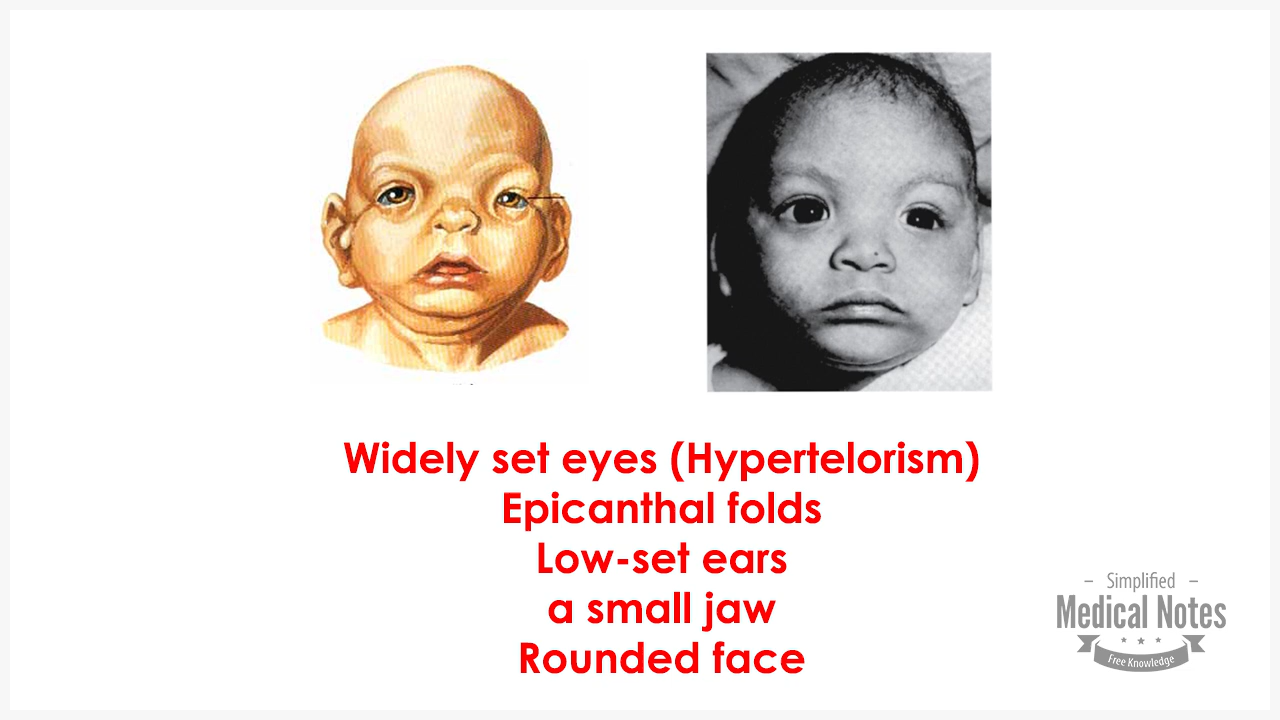 Widely set eyes (Hypertelorism)
Epicanthal folds
Low-set ears
a small jaw
Rounded face
– Simplified –
Medical Notes
Free Knowledge